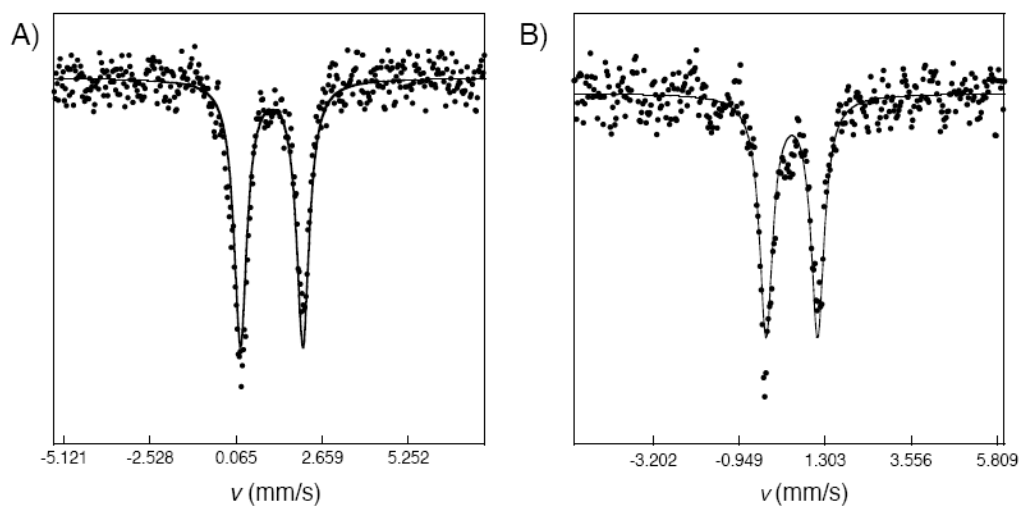 A)
B)
-5.121 -2.528 0.065 2.659 5.252
-3.202 -0.949 1.303 3.556 5.809
v (mm/s)
v (mm/s)